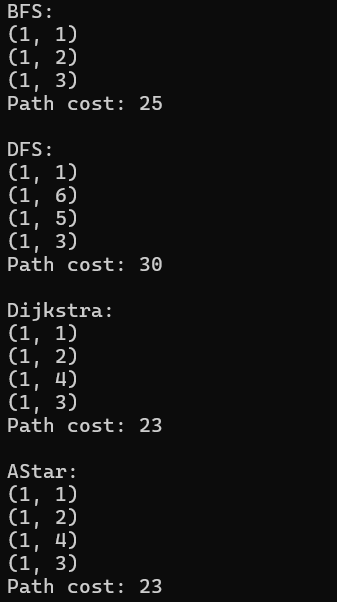 BFS:
(1, 1)
(1, 2)
(1, 3)
Path cost: 25

DFS:
(1, 1)
(1, 6)
(1, 5)
(1, 3)
Path cost: 30

Dijkstra:
(1, 1)
(1, 2)
(1, 4)
(1, 3)
Path cost: 23

AStar:
(1, 1)
(1, 2)
(1, 4)
(1, 3)
Path cost: 23